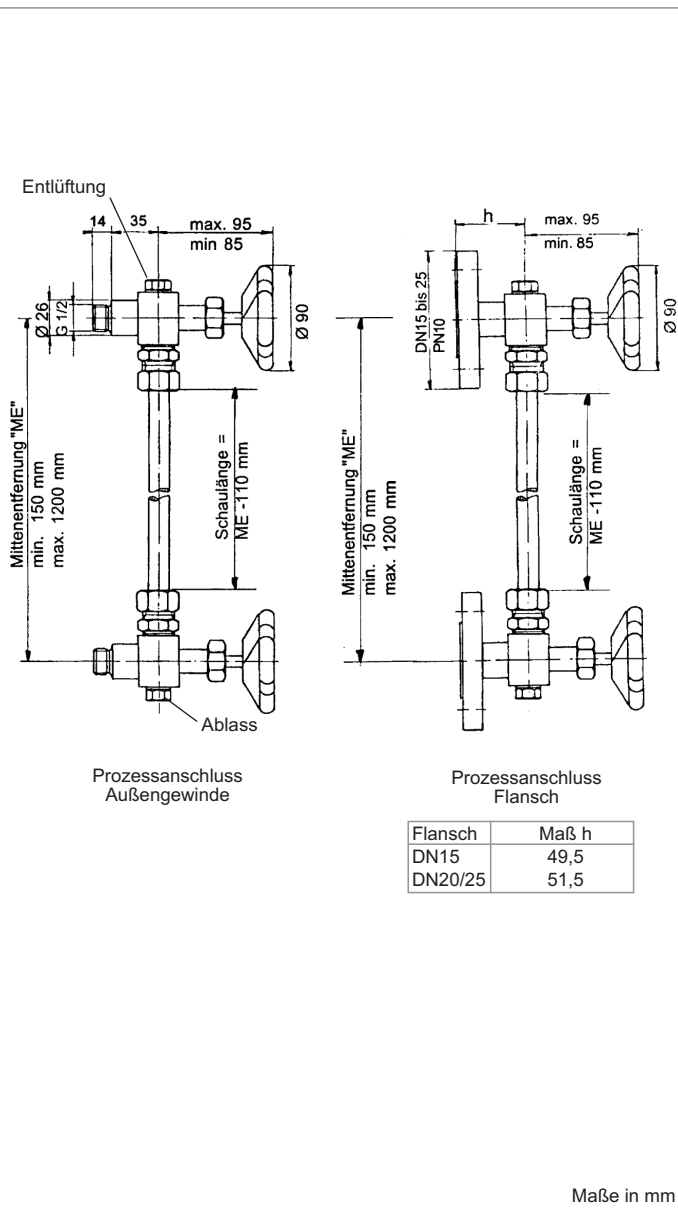 Entlüftung
14
35
max. 95
min 85
Ø 26
G 1/2
Ø 90
Mittenentfernung "ME"
min. 150 mm
max. 1200 mm
Schaulänge =
ME -110 mm
Ablass
Prozessanschluss
Außengewinde
h
max. 95
min. 85
DN15 bis 25
PN10
Ø 90
Mittenentfernung "ME"
min. 150 mm
max. 1200 mm
Schaulänge =
ME -110 mm
Prozessanschluss
Flansch
Flansch Maß h
DN15 49,5
DN20/25 51,5
Maße in mm